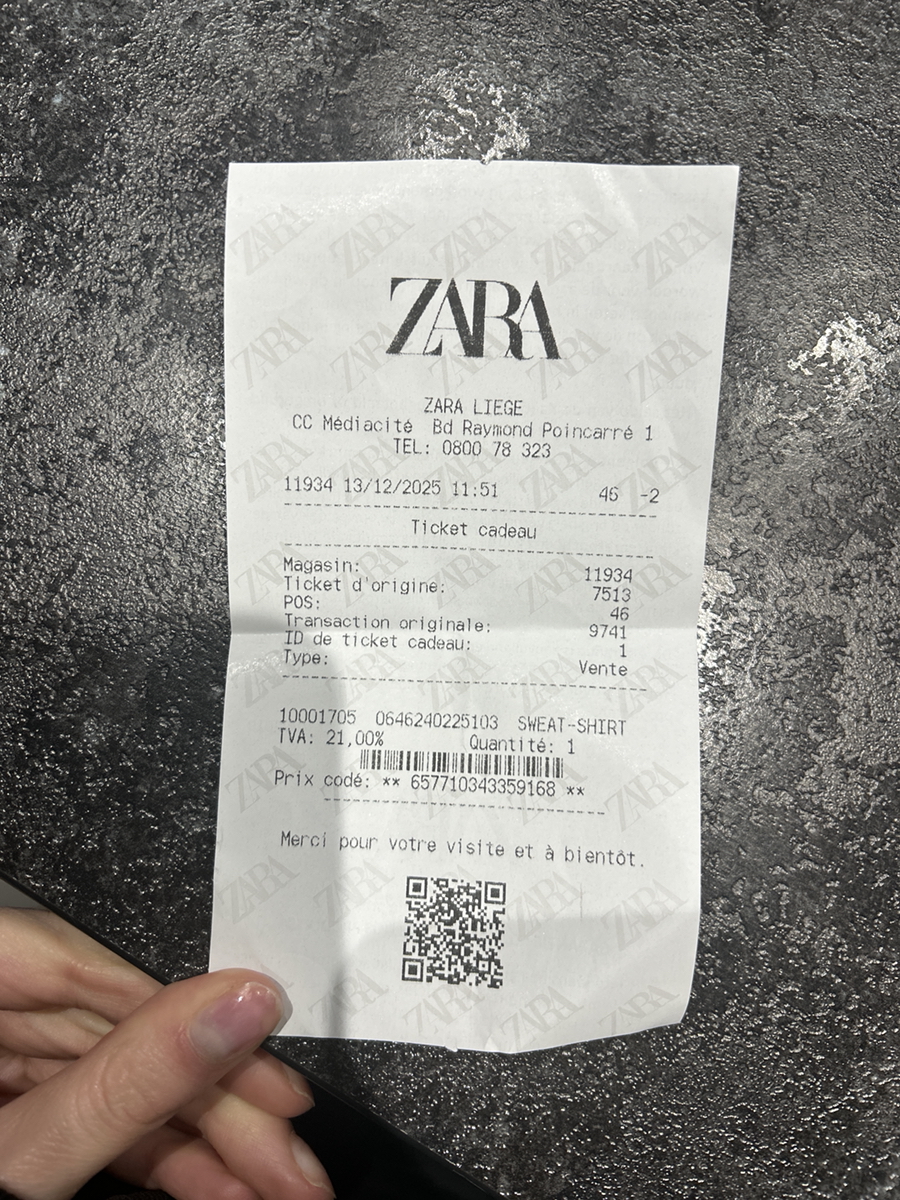 ZARA
ZARA LIEGE
CC Médiacité Bd Raymond Poincarré 1
TEL: 0800 78 323
11934 13/12/2025 11:51 46 -2
Ticket cadeau
Magasin: 11934
Ticket d'origine: 7513
POS: 46
Transaction originale: 9741
ID de ticket cadeau: 1
Type: Vente
10001705 0646240225103 SWEAT-SHIRT
TVA: 21,00% Quantité: 1
Prix codé: ** 657710343359168 **
Merci pour votre visite et à bientôt.